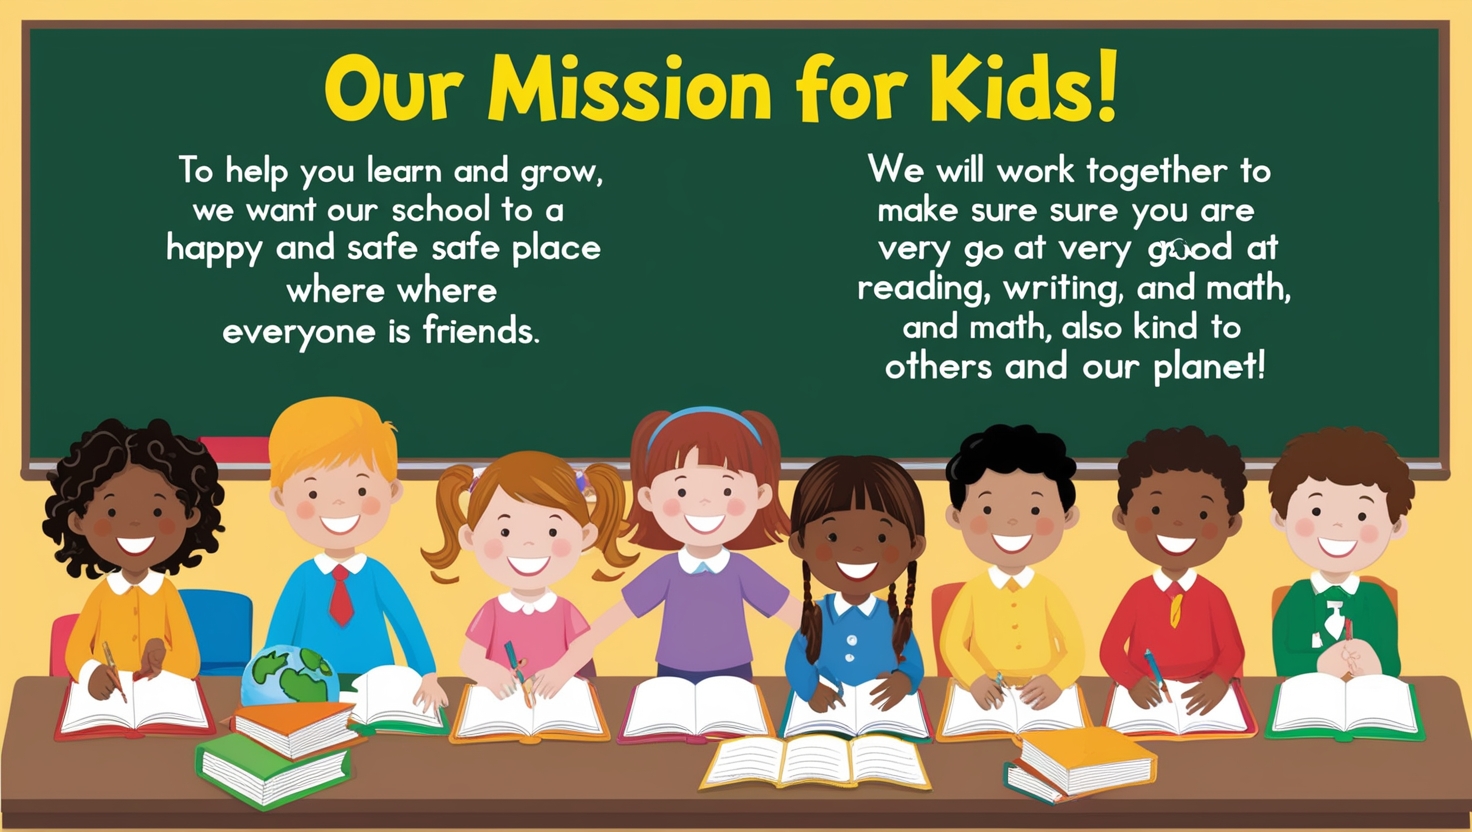 Our Mission for Kids!
To help you learn and grow,
we want our school to a
happy and safe safe place
where where
everyone is friends.
We will work together to
make sure sure you are
very go at very good at
reading, writing, and math,
and math, also kind to
others and our planet!